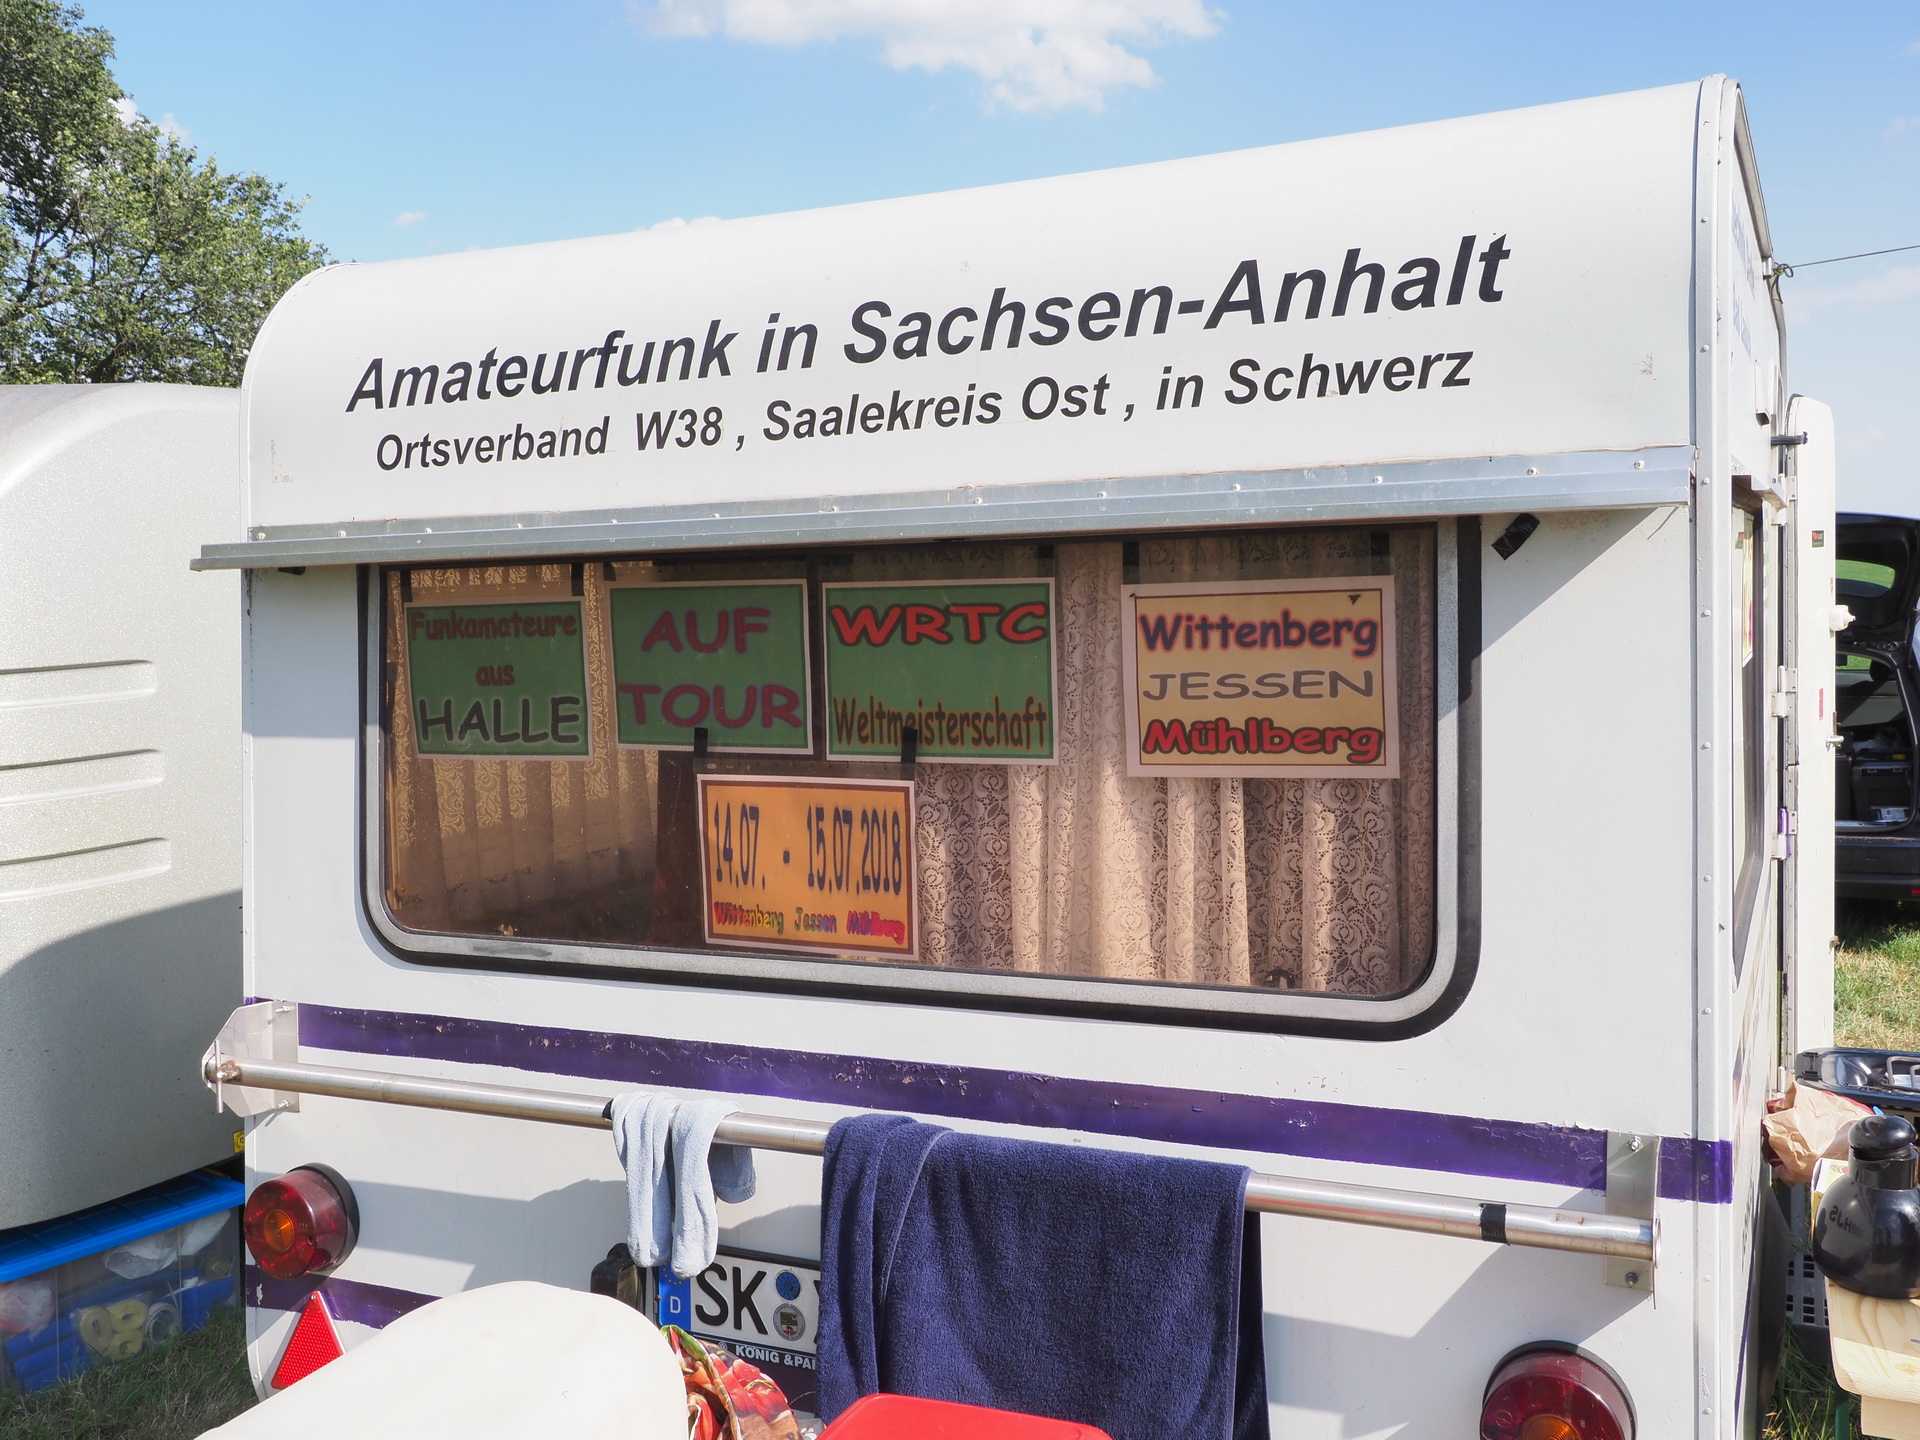 Amateurfunk in Sachsen-Anhalt
Ortsverband W38 , Saalekreis Ost , in Schwerz
Funkamateure
aus
HALLE
AUF
TOUR
WRTC
Weltmeisterschaft
Wittenberg
JESSEN
Mühlberg
14.07. - 15.07.2018
Wittenberg Jessen Mühlberg
D
SK
KÖNIG &